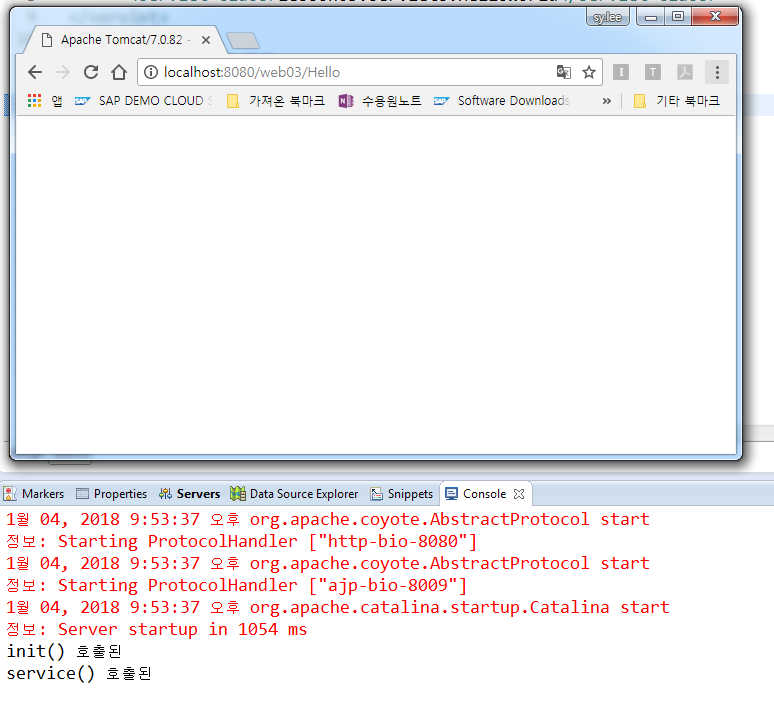 sy.lee
Apache Tomcat/7.0.82 -
localhost:8080/web03/Hello
앱 SAP DEMO CLOUD 가져온 북마크 수용원노트 Software Downloads » 기타 북마크
Markers Properties Servers Data Source Explorer Snippets Console
1월 04, 2018 9:53:37 오후 org.apache.coyote.AbstractProtocol start
정보: Starting ProtocolHandler ["http-bio-8080"]
1월 04, 2018 9:53:37 오후 org.apache.coyote.AbstractProtocol start
정보: Starting ProtocolHandler ["ajp-bio-8009"]
1월 04, 2018 9:53:37 오후 org.apache.catalina.startup.Catalina start
정보: Server startup in 1054 ms
init() 호출된
service() 호출된